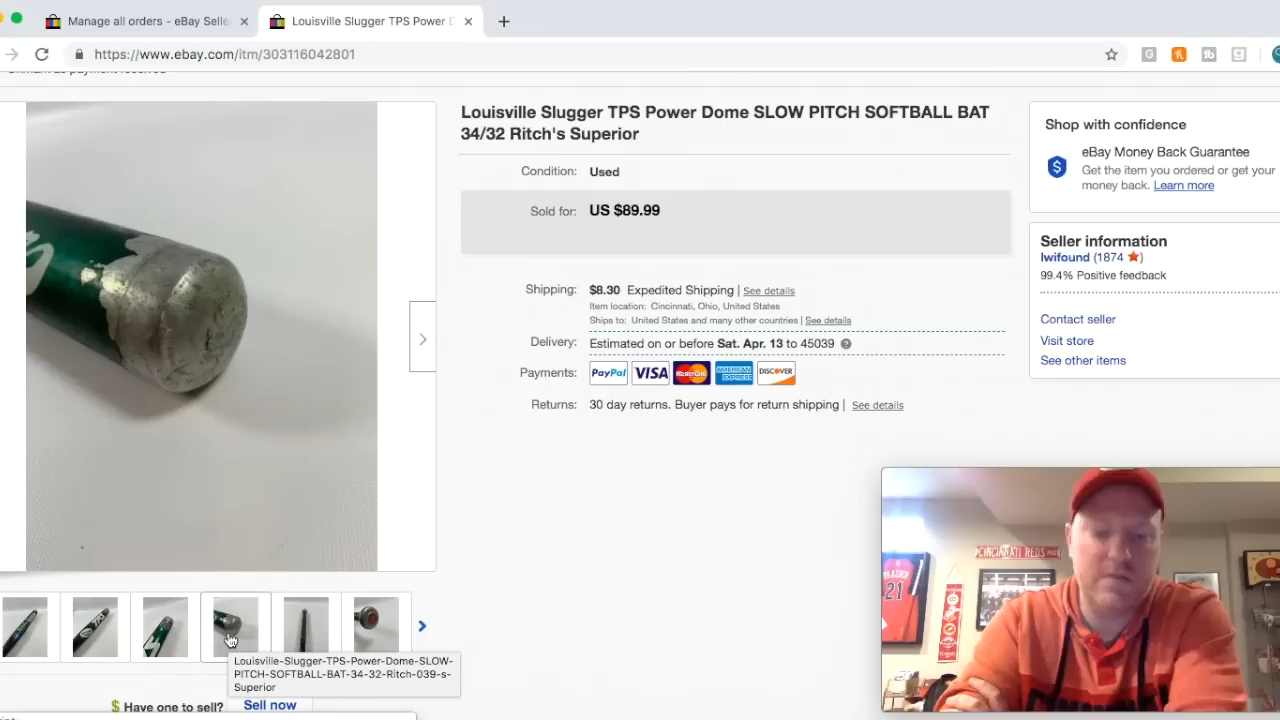 Manage all orders - eBay Selle
Louisville Slugger TPS Power D
https://www.ebay.com/itm/303116042801
Louisville Slugger TPS Power Dome SLOW PITCH SOFTBALL BAT
34/32 Ritch's Superior
Condition: Used
Sold for: US $89.99
Shipping: $8.30 Expedited Shipping | See details
Item location: Cincinnati, Ohio, United States
Ships to: United States and many other countries | See details
Delivery: Estimated on or before Sat. Apr. 13 to 45039
Payments: PayPal VISA MasterCard AMERICAN EXPRESS DISCOVER
Returns: 30 day returns. Buyer pays for return shipping | See details
Shop with confidence
eBay Money Back Guarantee
Get the item you ordered or get your
money back. Learn more
Seller information
lwifound (1874 )
99.4% Positive feedback
Contact seller
Visit store
See other items
Louisville-Slugger-TPS-Power-Dome-SLOW-
PITCH-SOFTBALL-BAT-34-32-Ritch-039-s-
Superior
$ Have one to sell? Sell now
CINCINNATI REDS
FRAZIER
21